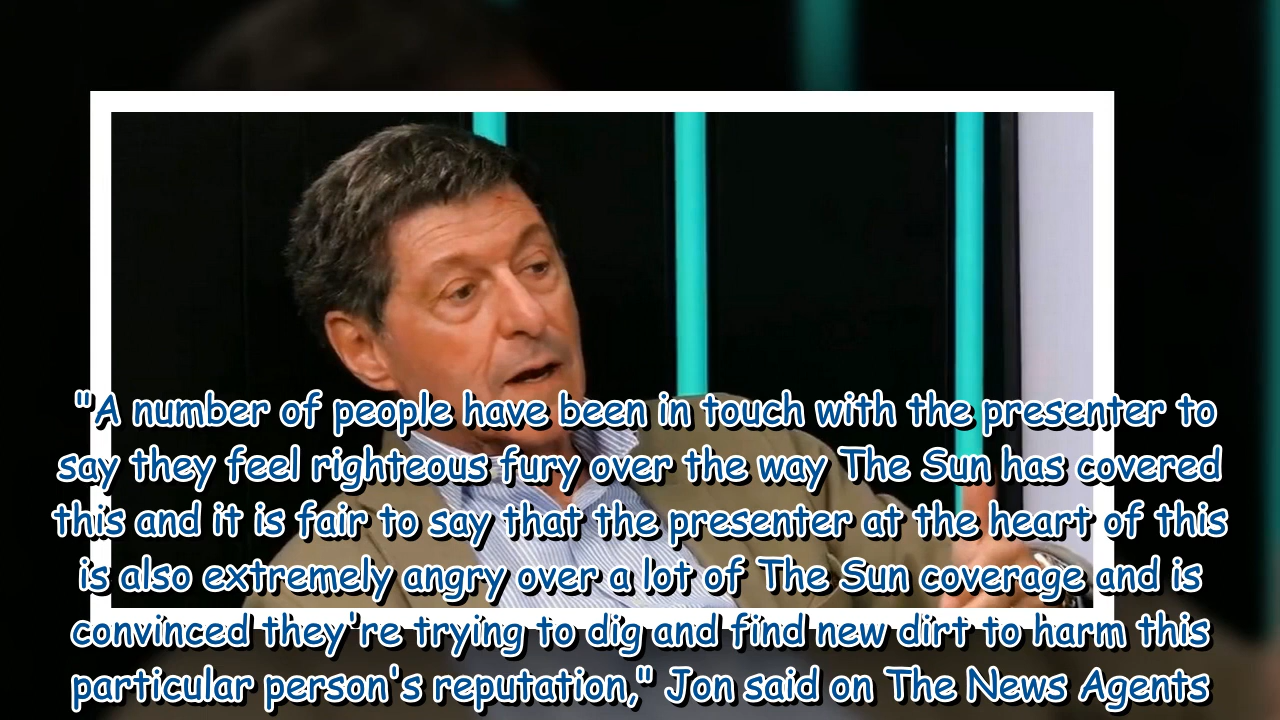 "A number of people have been in touch with the presenter to
say they feel righteous fury over the way The Sun has covered
this and it is fair to say that the presenter at the heart of this
is also extremely angry over a lot of The Sun coverage and is
convinced they're trying to dig and find new dirt to harm this
particular person's reputation," Jon said on The News Agents